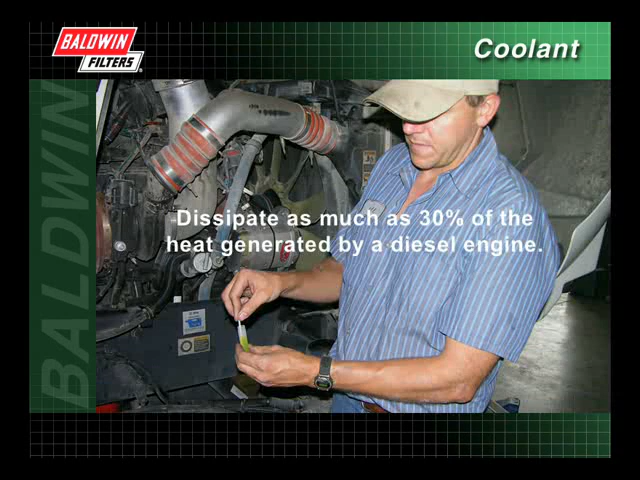 BALDWIN
FILTERS
Coolant
BALDWIN
Dissipate as much as 30% of the
heat generated by a diesel engine.